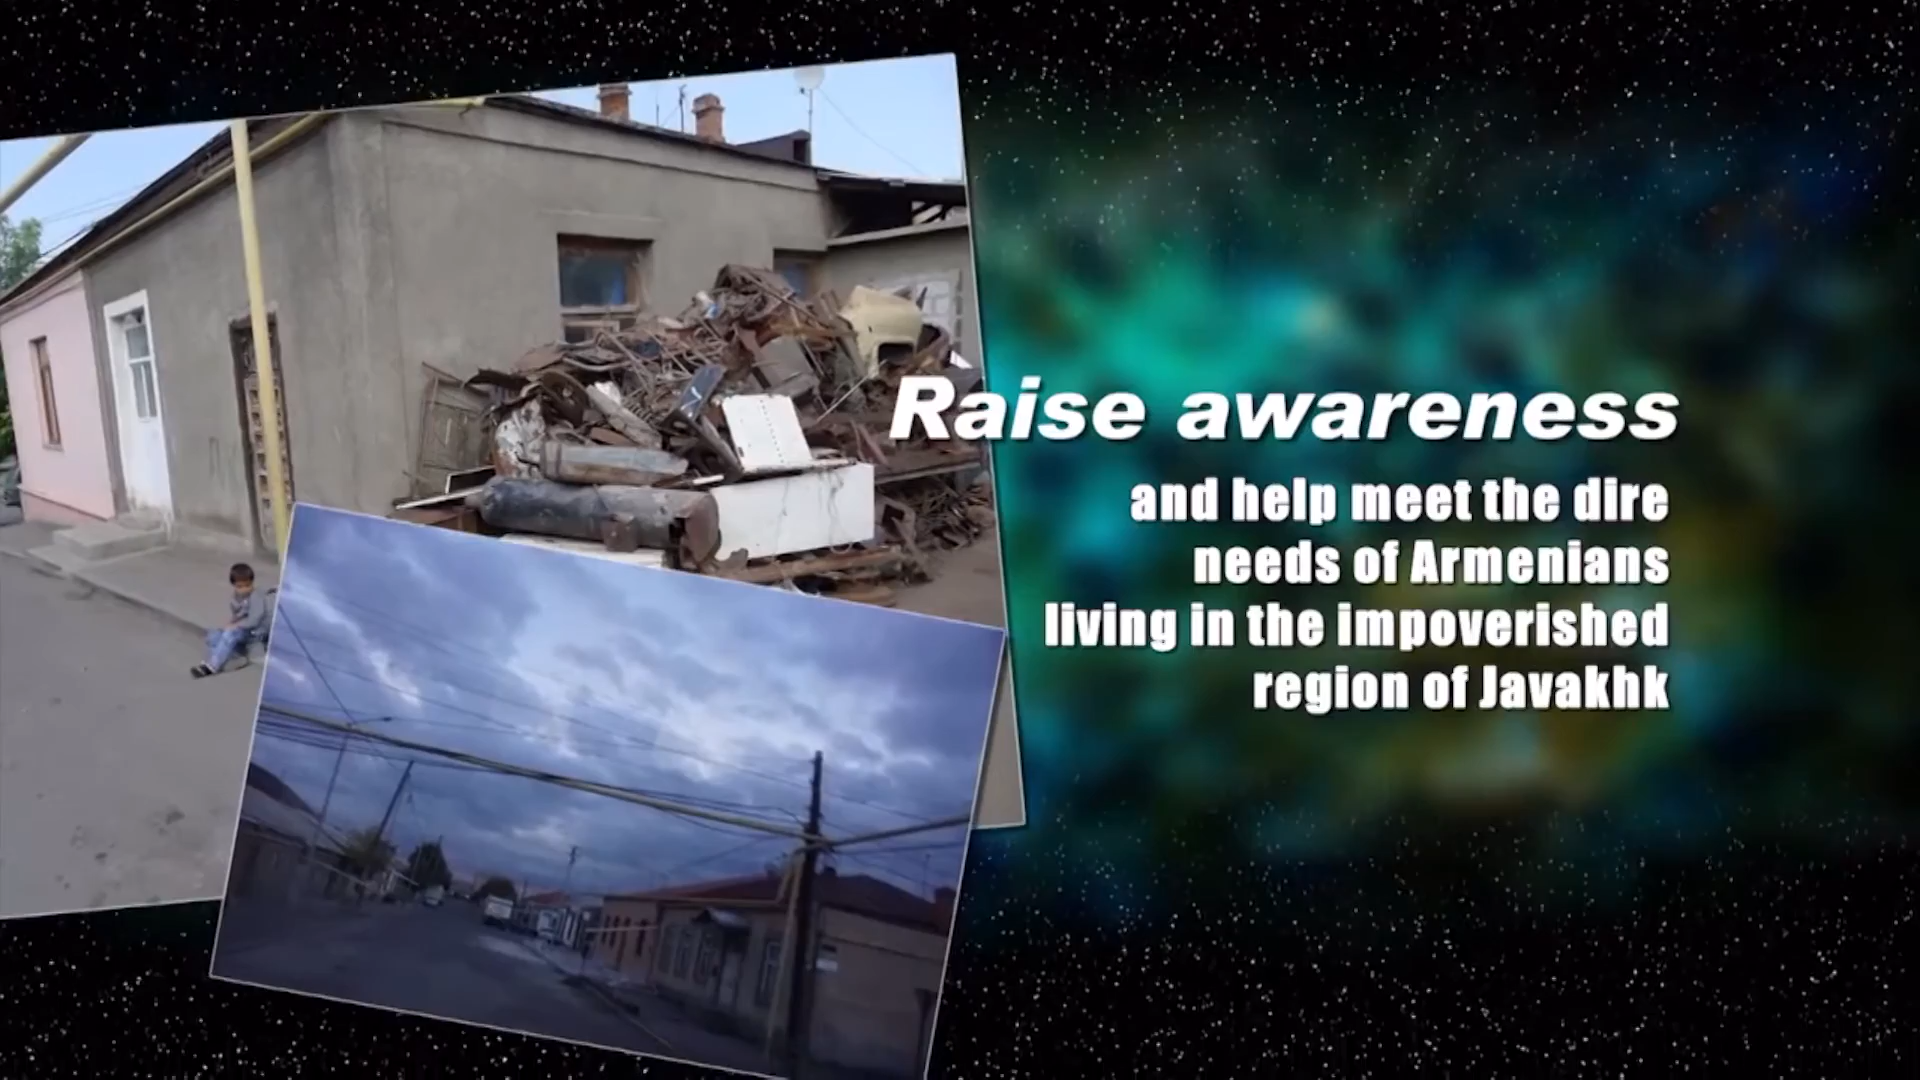 Raise awareness
and help meet the dire
needs of Armenians
living in the impoverished
region of Javakhk